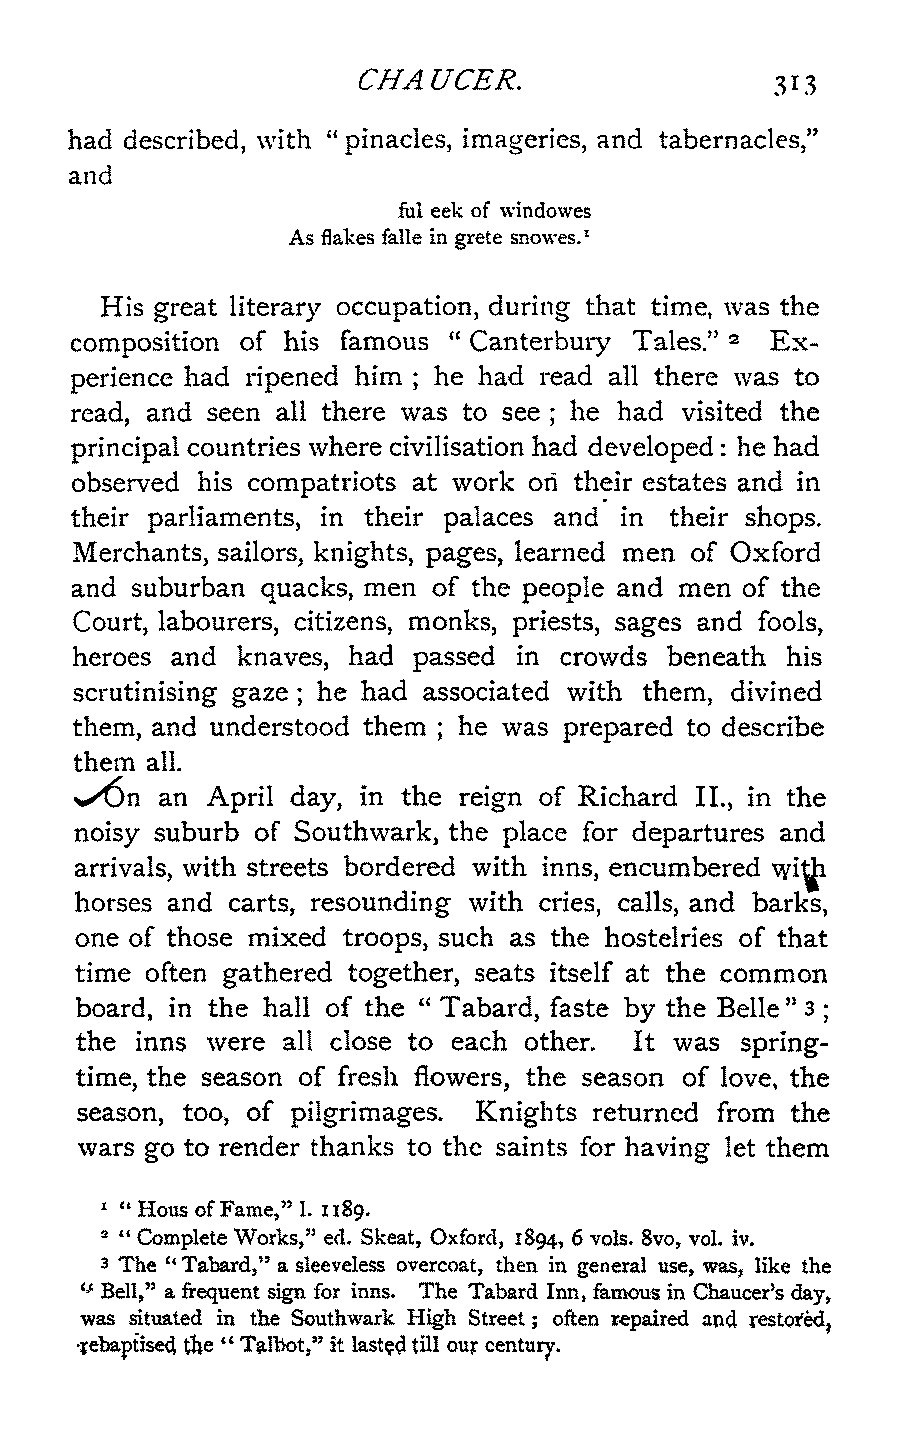 CHAUCER. 313
had described, with “ pinacles, imageries, and tabernacles,”
and
ful eek of windowes
As flakes falle in grete snowes.¹
His great literary occupation, during that time, was the
composition of his famous “ Canterbury Tales.” ² Ex-
perience had ripened him ; he had read all there was to
read, and seen all there was to see ; he had visited the
principal countries where civilisation had developed : he had
observed his compatriots at work on their estates and in
their parliaments, in their palaces and in their shops.
Merchants, sailors, knights, pages, learned men of Oxford
and suburban quacks, men of the people and men of the
Court, labourers, citizens, monks, priests, sages and fools,
heroes and knaves, had passed in crowds beneath his
scrutinising gaze ; he had associated with them, divined
them, and understood them ; he was prepared to describe
them all.
On an April day, in the reign of Richard II., in the
noisy suburb of Southwark, the place for departures and
arrivals, with streets bordered with inns, encumbered with
horses and carts, resounding with cries, calls, and barks,
one of those mixed troops, such as the hostelries of that
time often gathered together, seats itself at the common
board, in the hall of the “ Tabard, faste by the Belle ” ³ ;
the inns were all close to each other. It was spring-
time, the season of fresh flowers, the season of love, the
season, too, of pilgrimages. Knights returned from the
wars go to render thanks to the saints for having let them
¹ “ Hous of Fame,” l. 1189.
² “ Complete Works,” ed. Skeat, Oxford, 1894, 6 vols. 8vo, vol. iv.
³ The “ Tabard,” a sleeveless overcoat, then in general use, was, like the
“ Bell,” a frequent sign for inns. The Tabard Inn, famous in Chaucer’s day,
was situated in the Southwark High Street ; often repaired and restored,
rebaptised the “ Talbot,” it lasted till our century.